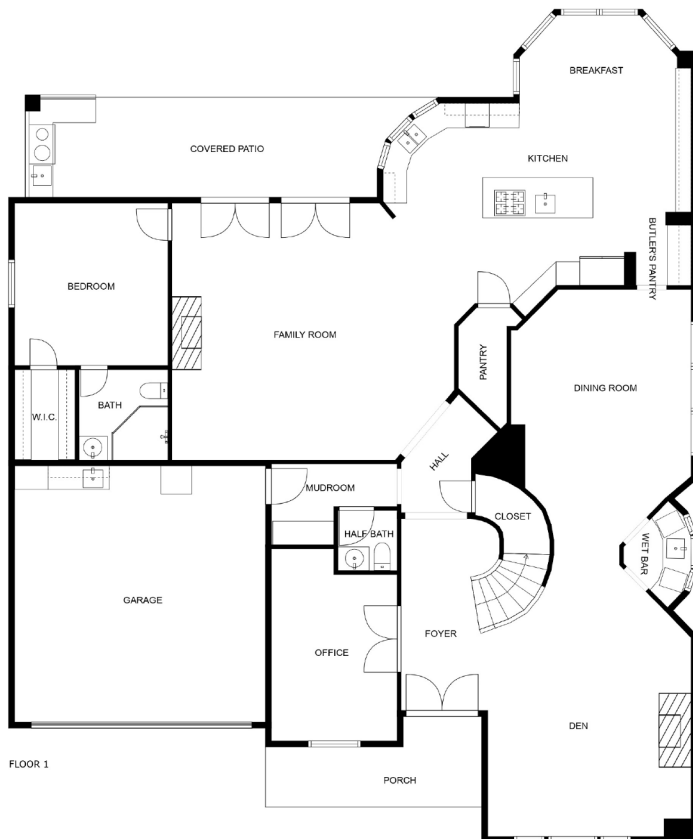 BREAKFAST
COVERED PATIO
KITCHEN
BUTLER'S PANTRY
BEDROOM
FAMILY ROOM
PANTRY
DINING ROOM
W.I.C.
BATH
HALL
MUDROOM
CLOSET
HALF BATH
WET BAR
GARAGE
OFFICE
FOYER
DEN
FLOOR 1
PORCH